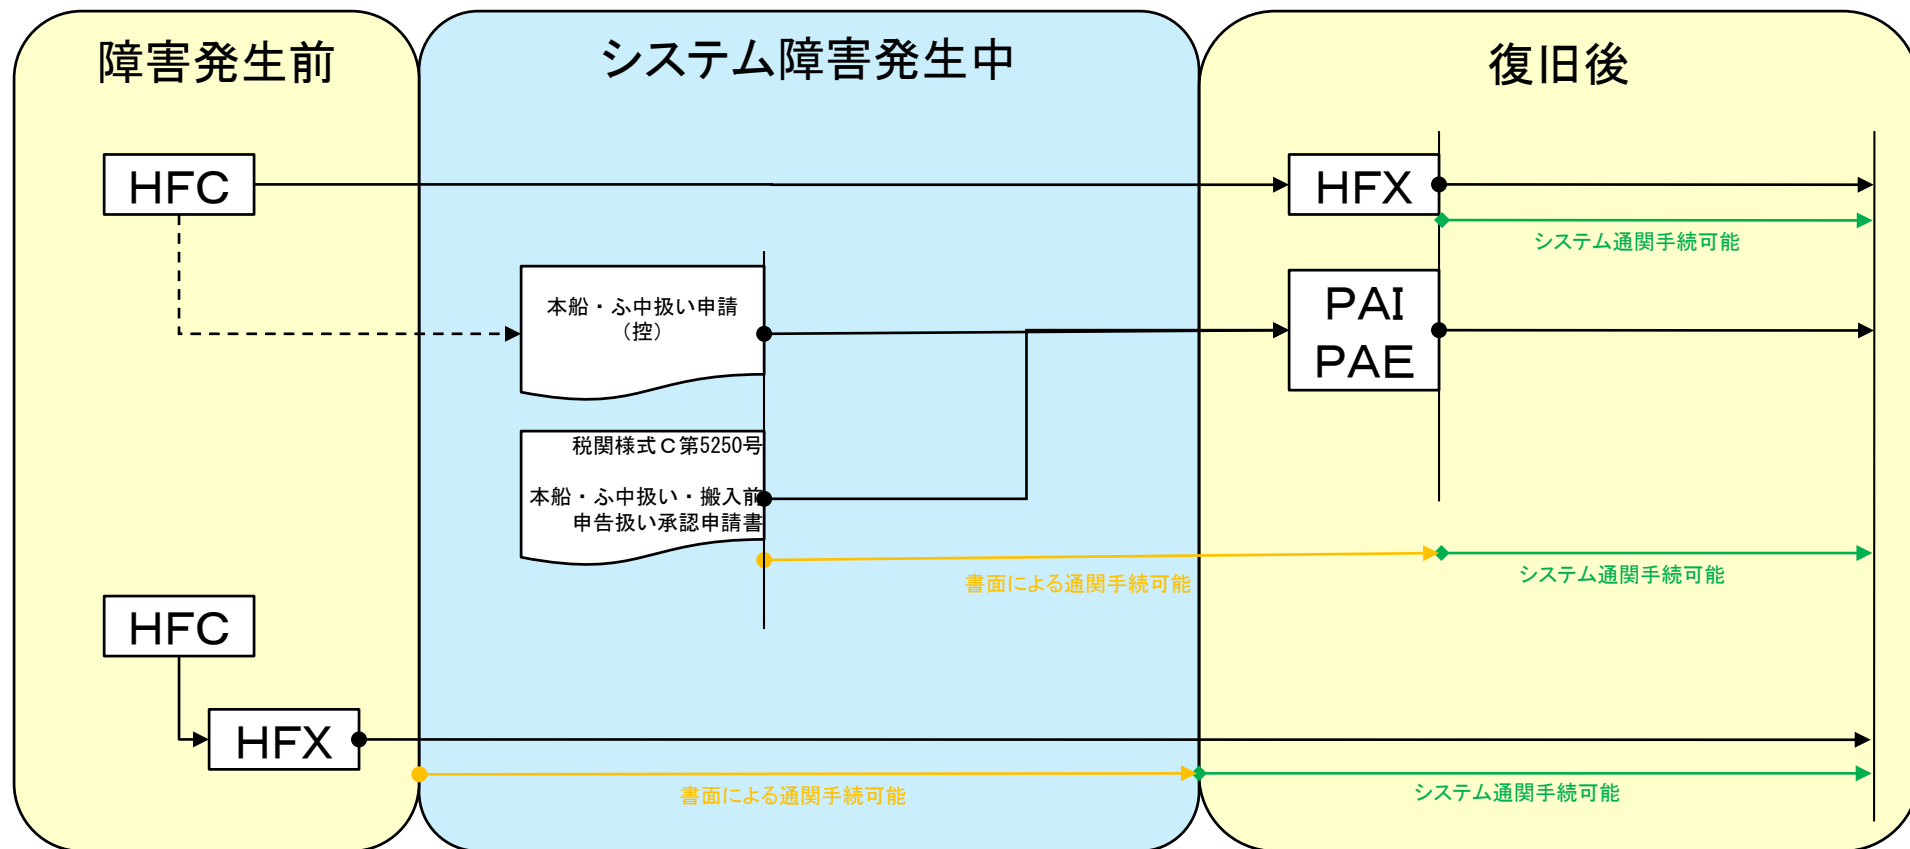 障害発生前
システム障害発生中
復旧後
HFC
HFX
システム通関手続可能
本船・ふ中扱い申請
（控）
PAI
PAE
税関様式C第5250号
本船・ふ中扱い・搬入前
申告扱い承認申請書
書面による通関手続可能
システム通関手続可能
HFC
HFX
書面による通関手続可能
システム通関手続可能